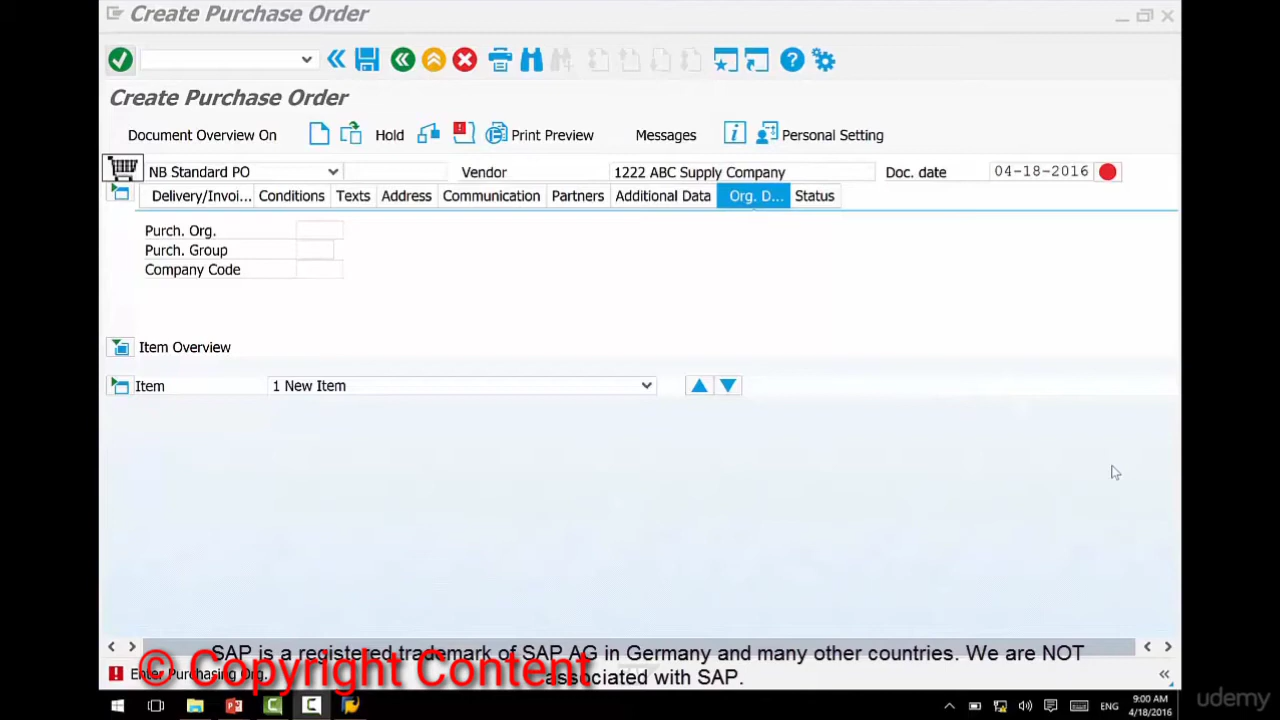 Create Purchase Order
Create Purchase Order
Document Overview On Hold Print Preview Messages Personal Setting
NB Standard PO Vendor 1222 ABC Supply Company Doc. date 04-18-2016
Delivery/Invoi... Conditions Texts Address Communication Partners Additional Data Org. D... Status
Purch. Org.
Purch. Group
Company Code
Item Overview
Item 1 New Item
SAP is a registered trademark of SAP AG in Germany and many other countries. We are NOT
associated with SAP.
© Copyright Content
Enter Purchasing Org.
ENG 9:00 AM
4/18/2016
udemy